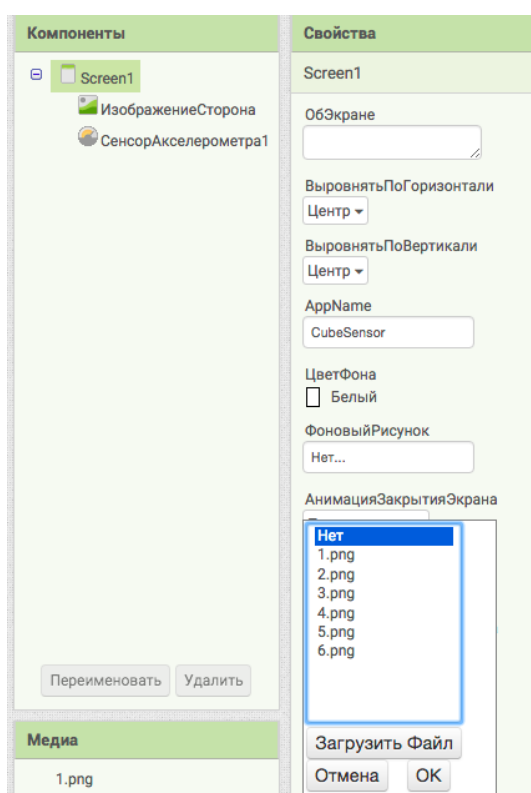 Компоненты
Screen1
ИзображениеСторона
СенсорАкселерометра1
Переименовать
Удалить
Медиа
1.png
Свойства
Screen1
ОбЭкране
ВыровнятьПоГоризонтали
Центр
ВыровнятьПоВертикали
Центр
AppName
CubeSensor
ЦветФона
Белый
ФоновыйРисунок
Нет...
АнимацияЗакрытияЭкрана
Нет
1.png
2.png
3.png
4.png
5.png
6.png
Загрузить Файл
Отмена
OK